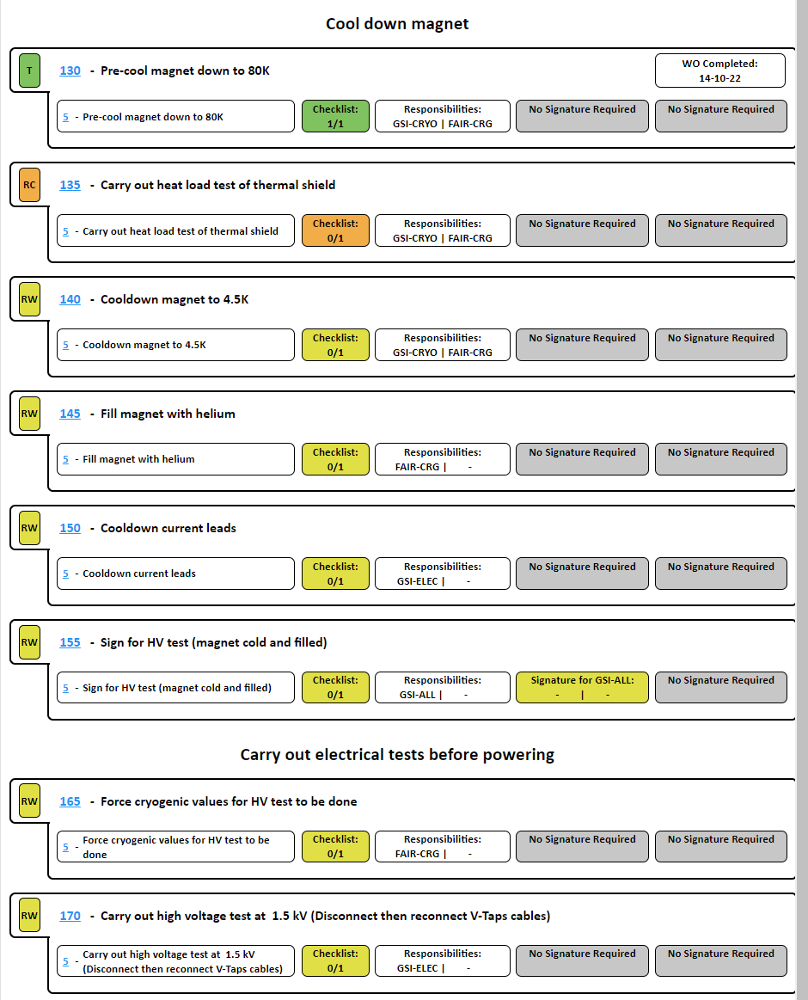 Cool down magnet
T
130 - Pre-cool magnet down to 80K
WO Completed:
14-10-22
5 - Pre-cool magnet down to 80K
Checklist:
1/1
Responsibilities:
GSI-CRYO | FAIR-CRG
No Signature Required
No Signature Required
RC
135 - Carry out heat load test of thermal shield
5 - Carry out heat load test of thermal shield
Checklist:
0/1
Responsibilities:
GSI-CRYO | FAIR-CRG
No Signature Required
No Signature Required
RW
140 - Cooldown magnet to 4.5K
5 - Cooldown magnet to 4.5K
Checklist:
0/1
Responsibilities:
GSI-CRYO | FAIR-CRG
No Signature Required
No Signature Required
RW
145 - Fill magnet with helium
5 - Fill magnet with helium
Checklist:
0/1
Responsibilities:
FAIR-CRG | -
No Signature Required
No Signature Required
RW
150 - Cooldown current leads
5 - Cooldown current leads
Checklist:
0/1
Responsibilities:
GSI-ELEC | -
No Signature Required
No Signature Required
RW
155 - Sign for HV test (magnet cold and filled)
5 - Sign for HV test (magnet cold and filled)
Checklist:
0/1
Responsibilities:
GSI-ALL | -
Signature for GSI-ALL:
- | -
No Signature Required
Carry out electrical tests before powering
RW
165 - Force cryogenic values for HV test to be done
5 - Force cryogenic values for HV test to be
done
Checklist:
0/1
Responsibilities:
FAIR-CRG | -
No Signature Required
No Signature Required
RW
170 - Carry out high voltage test at 1.5 kV (Disconnect then reconnect V-Taps cables)
5 - Carry out high voltage test at 1.5 kV
(Disconnect then reconnect V-Taps cables)
Checklist:
0/1
Responsibilities:
GSI-ELEC | -
No Signature Required
No Signature Required